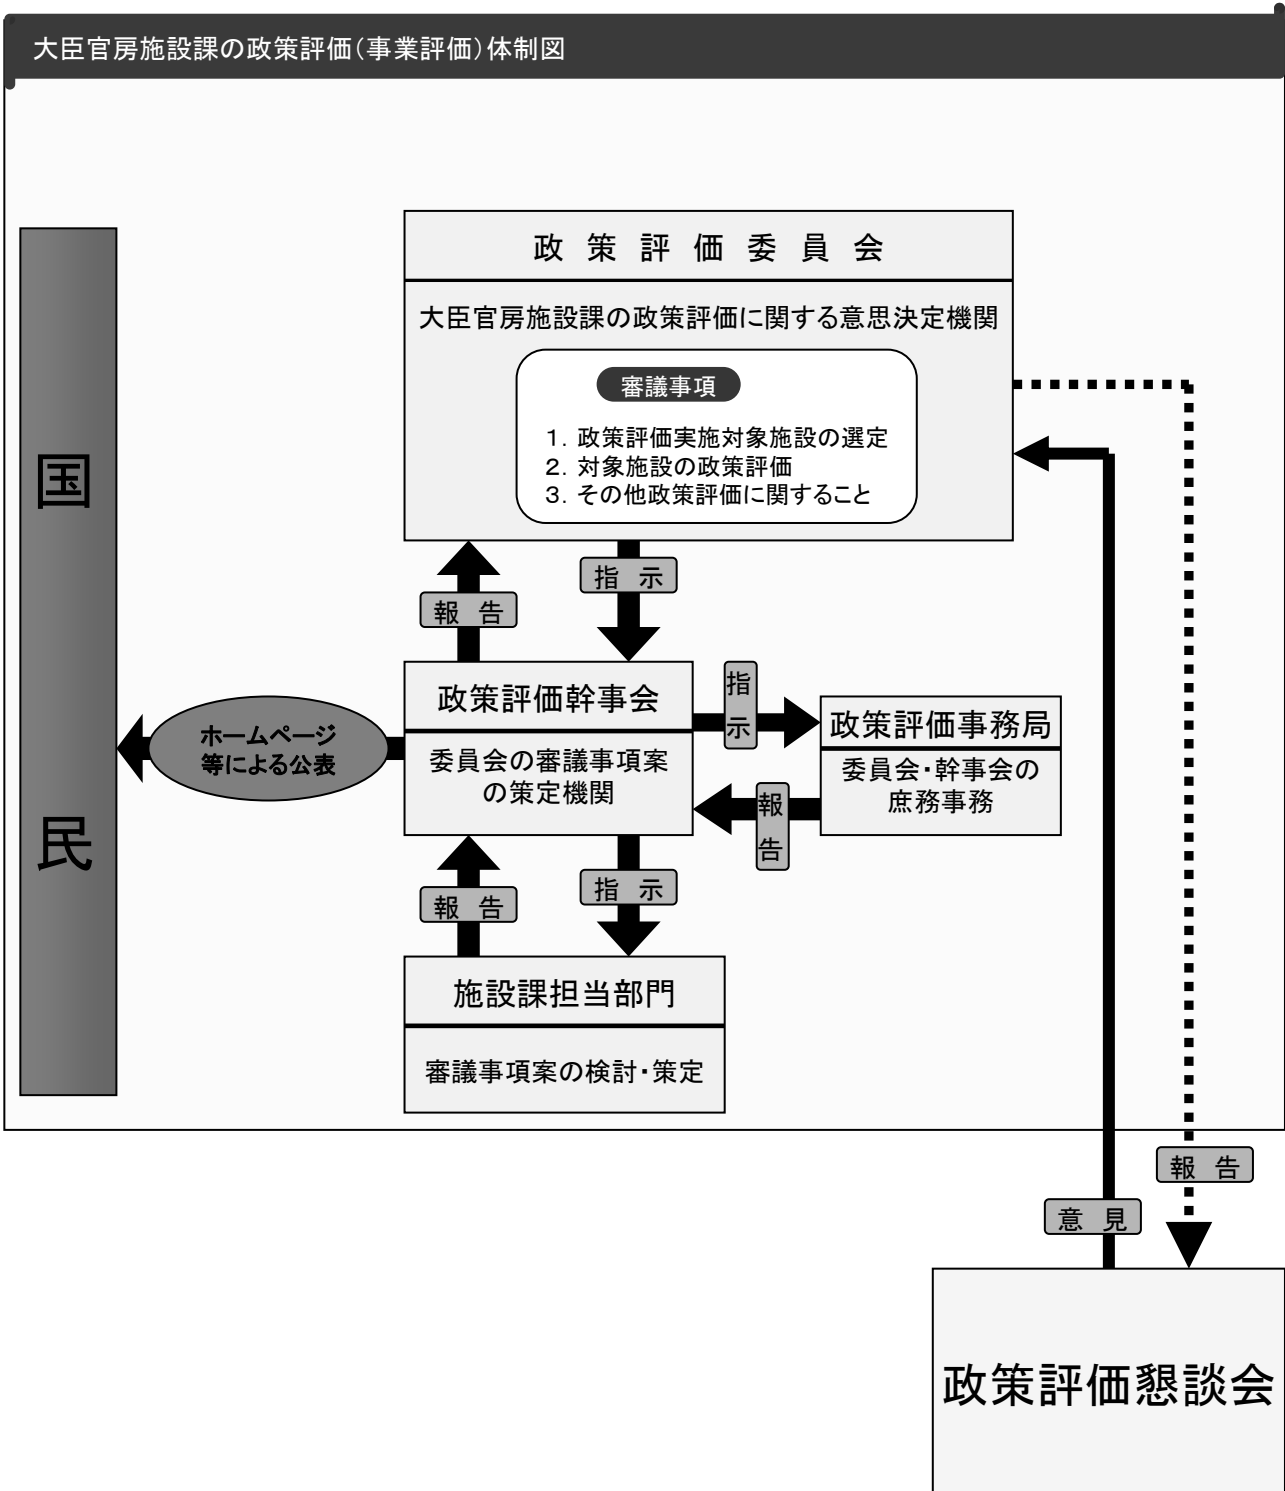 大臣官房施設課の政策評価（事業評価）体制図
政策評価委員会
大臣官房施設課の政策評価に関する意思決定機関
審議事項
１．政策評価実施対象施設の選定
２．対象施設の政策評価
３．その他政策評価に関すること
国民
報告
指示
政策評価幹事会
委員会の審議事項案
の策定機関
指示
報告
政策評価事務局
委員会・幹事会の
庶務事務
ホームページ
等による公表
報告
指示
施設課担当部門
審議事項案の検討・策定
報告
意見
政策評価懇談会